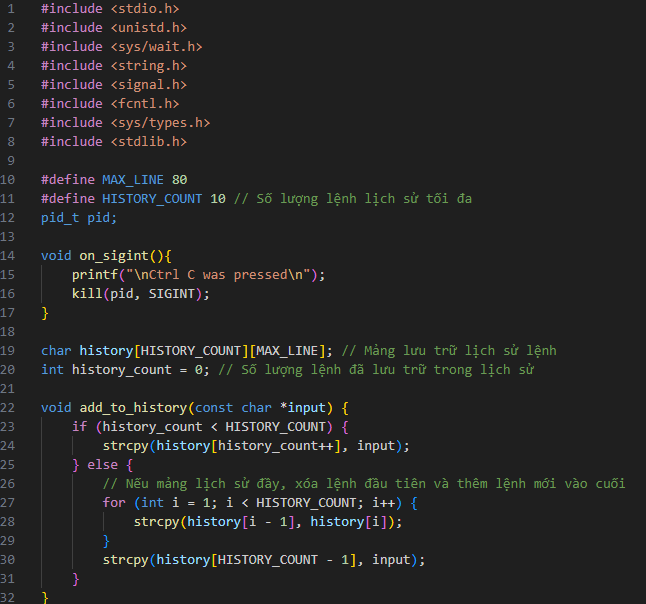 1 #include <stdio.h>
2 #include <unistd.h>
3 #include <sys/wait.h>
4 #include <string.h>
5 #include <signal.h>
6 #include <fcntl.h>
7 #include <sys/types.h>
8 #include <stdlib.h>
9
10 #define MAX_LINE 80
11 #define HISTORY_COUNT 10 // Số lượng lệnh lịch sử tối đa
12 pid_t pid;
13
14 void on_sigint(){
15     printf("\nCtrl C was pressed\n");
16     kill(pid, SIGINT);
17 }
18
19 char history[HISTORY_COUNT][MAX_LINE]; // Mảng lưu trữ lịch sử lệnh
20 int history_count = 0; // Số lượng lệnh đã lưu trữ trong lịch sử
21
22 void add_to_history(const char *input) {
23     if (history_count < HISTORY_COUNT) {
24         strcpy(history[history_count++], input);
25     } else {
26         // Nếu mảng lịch sử đầy, xóa lệnh đầu tiên và thêm lệnh mới vào cuối
27         for (int i = 1; i < HISTORY_COUNT; i++) {
28             strcpy(history[i - 1], history[i]);
29         }
30         strcpy(history[HISTORY_COUNT - 1], input);
31     }
32 }